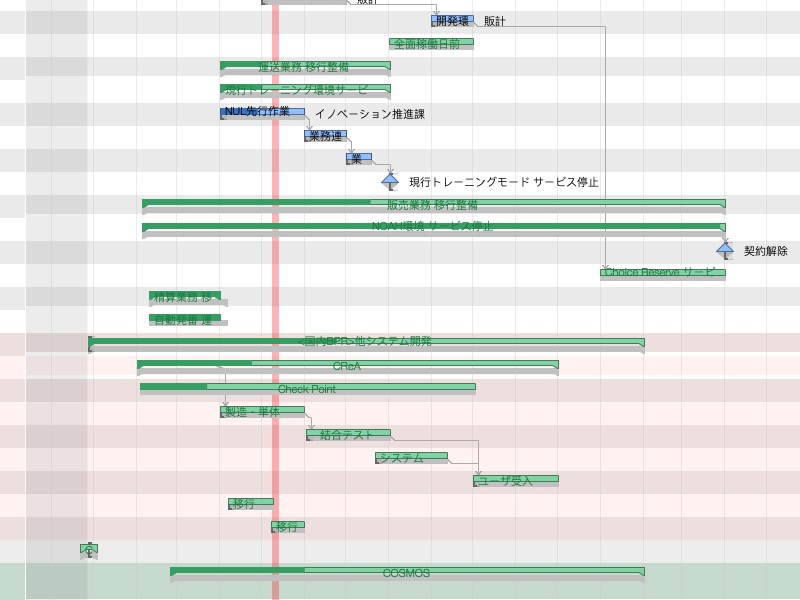 販計
開発環 販計
全面稼働日前
運送業務 移行整備
現行トレーニング環境サービ
NUL先行作業 イノベーション推進課
業務連
業
現行トレーニングモード サービス停止
販売業務 移行整備
NOAH環境 サービス停止
契約解除
Choice Reserve サービ
精算業務 移
自動発番 運
<国内BPR>他システム開発
CReA
Check Point
製造・単体
結合テスト
システム
ユーザ受入
移行
移行
COSMOS